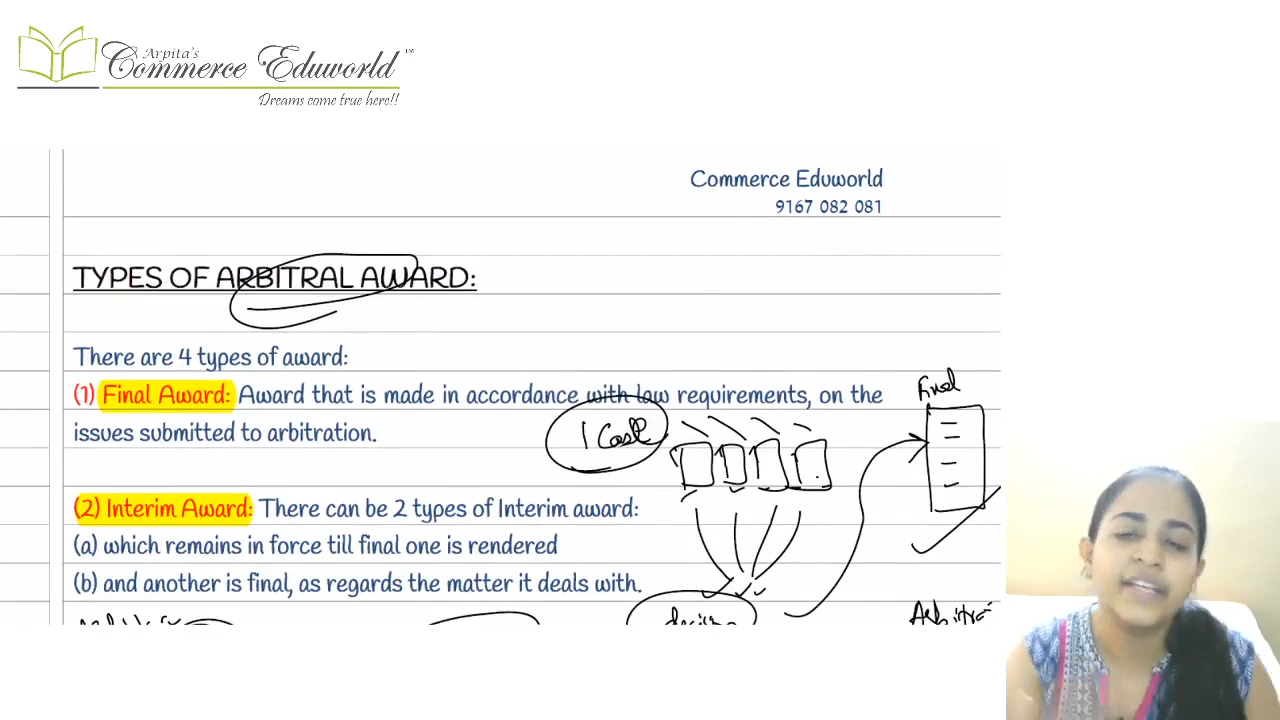 Arpita's
Commerce Eduworld™
Dreams come true here!!
Commerce Eduworld
9167 082 081
TYPES OF ARBITRAL AWARD:
There are 4 types of award:
(1) Final Award: Award that is made in accordance with law requirements, on the
issues submitted to arbitration.
Final
1 Case
(2) Interim Award: There can be 2 types of Interim award:
(a) which remains in force till final one is rendered
(b) and another is final, as regards the matter it deals with.